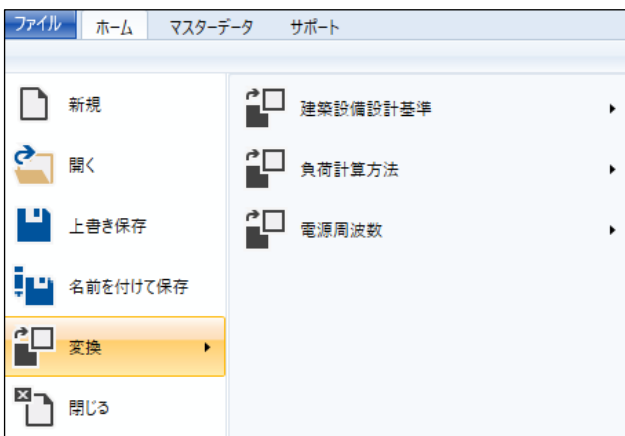 ファイル ホーム マスターデータ サポート
新規
開く
上書き保存
名前を付けて保存
変換
閉じる
建築設備設計基準
負荷計算方法
電源周波数